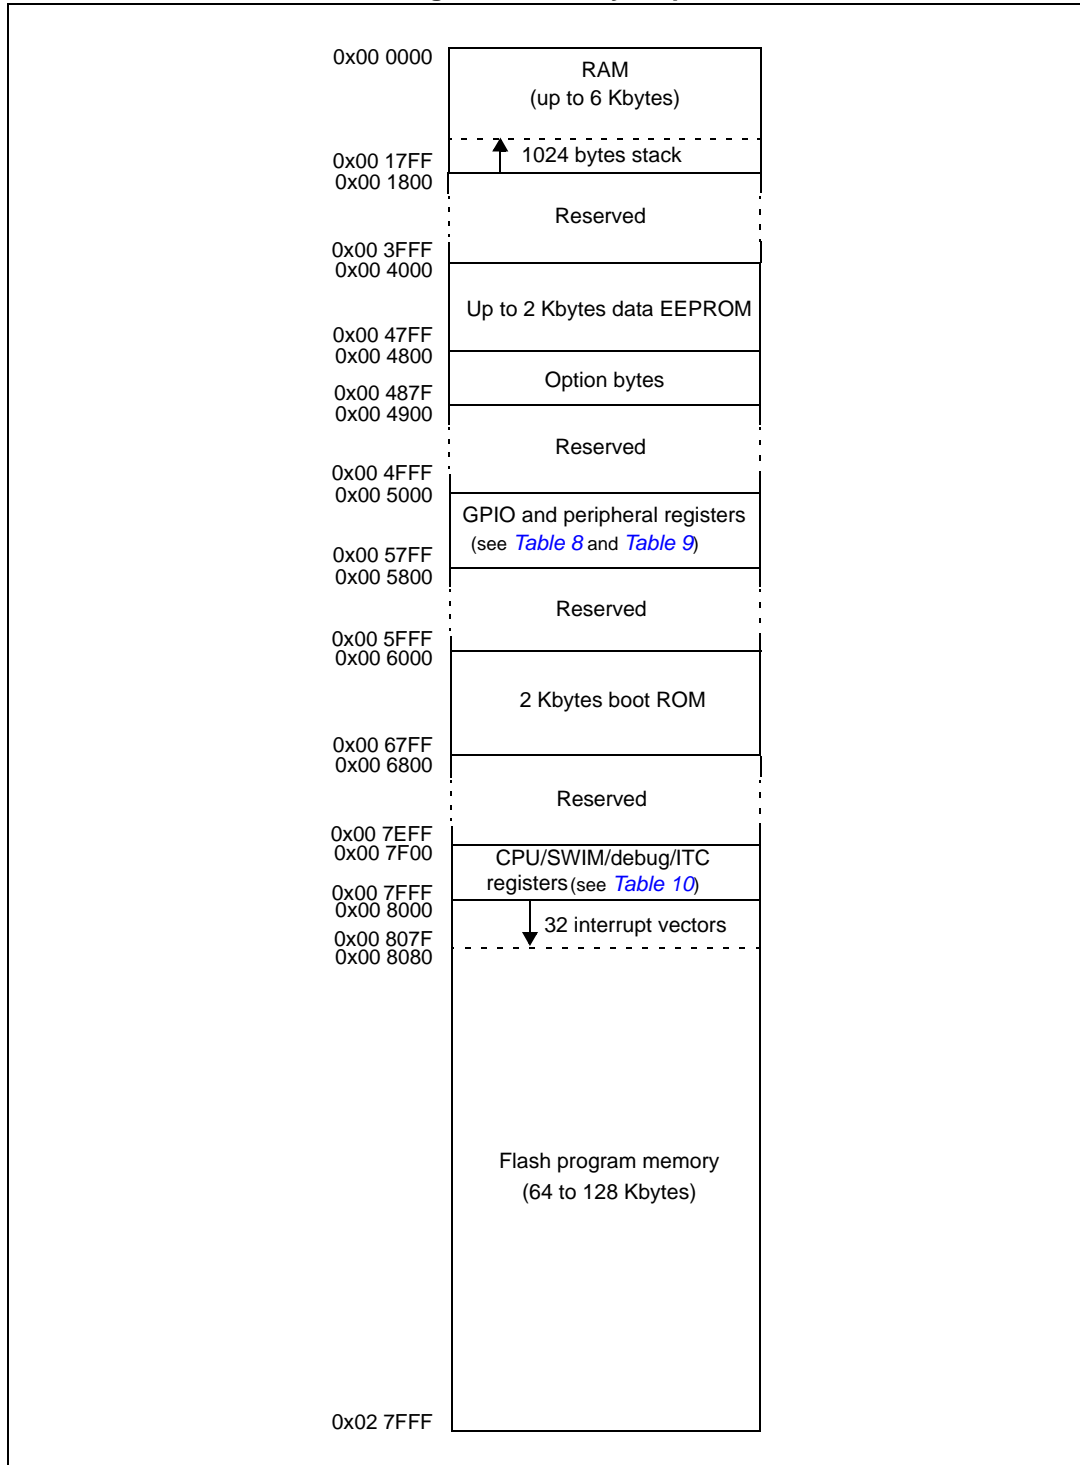 0x00 0000
RAM
(up to 6 Kbytes)
1024 bytes stack
0x00 17FF
0x00 1800
Reserved
0x00 3FFF
0x00 4000
Up to 2 Kbytes data EEPROM
0x00 47FF
0x00 4800
Option bytes
0x00 487F
0x00 4900
Reserved
0x00 4FFF
0x00 5000
GPIO and peripheral registers
(see Table 8 and Table 9)
0x00 57FF
0x00 5800
Reserved
0x00 5FFF
0x00 6000
2 Kbytes boot ROM
0x00 67FF
0x00 6800
Reserved
0x00 7EFF
0x00 7F00
CPU/SWIM/debug/ITC
registers (see Table 10)
0x00 7FFF
0x00 8000
32 interrupt vectors
0x00 807F
0x00 8080
Flash program memory
(64 to 128 Kbytes)
0x02 7FFF